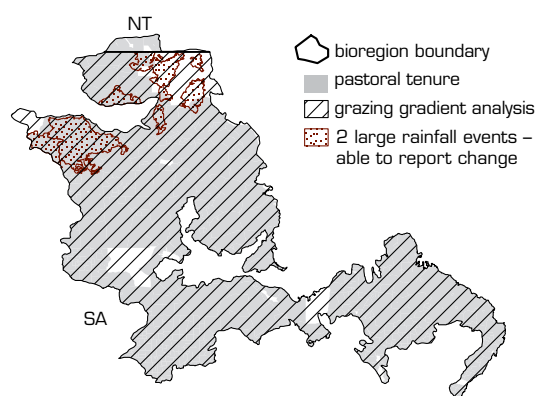 NT
bioregion boundary
pastoral tenure
grazing gradient analysis
2 large rainfall events –
able to report change
SA